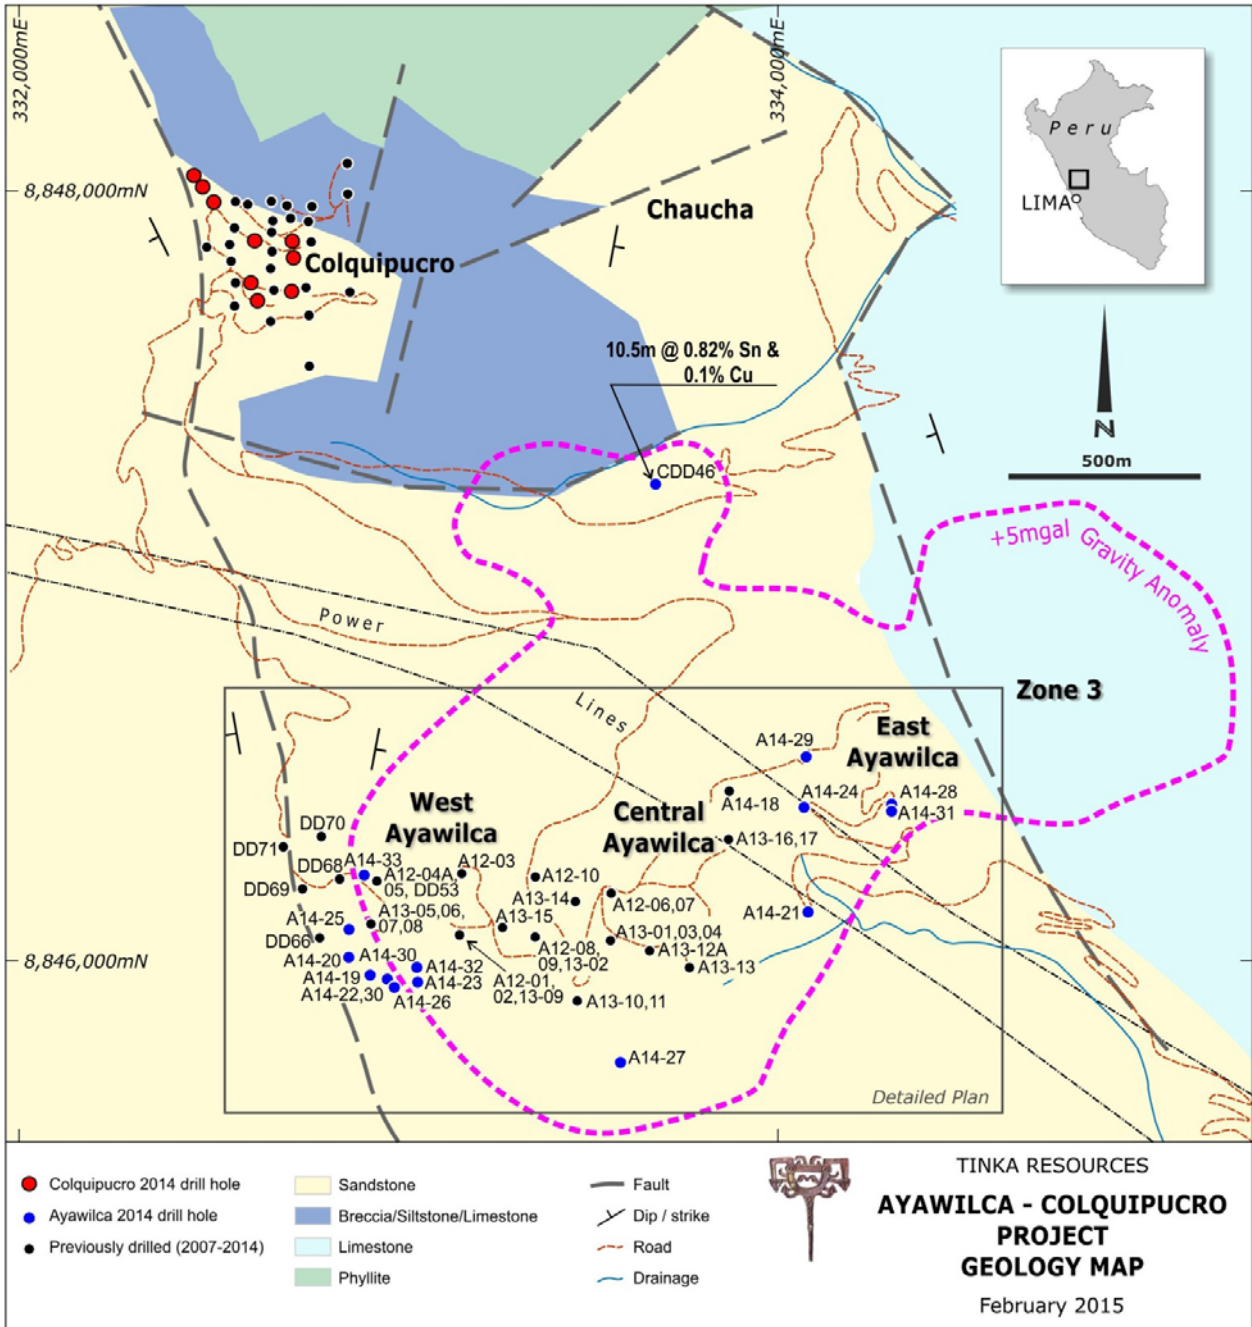 332,000mE
334,000mE
8,848,000mN
8,846,000mN
Peru
LIMA
N
500m
Chaucha
Colquipucro
10.5m @ 0.82% Sn &
0.1% Cu
CDD46
+5mgal Gravity Anomaly
Power
Lines
Zone 3
East
Ayawilca
A14-29
A14-24
A14-28
A14-31
A14-18
West
Ayawilca
Central
Ayawilca
A13-16,17
DD70
DD71
DD68
A14-33
DD69
A12-04A,
05, DD53
A12-03
A12-10
A13-14
A12-06,07
A14-21
A14-25
A13-05,06,
07,08
A13-15
A13-01,03,04
DD66
A12-08,
09,13-02
A13-12A
A14-20
A14-30
A14-32
A13-13
A14-19
A14-23
A12-01,
02,13-09
A14-22,30
A14-26
A13-10,11
A14-27
Detailed Plan
Colquipucro 2014 drill hole
Ayawilca 2014 drill hole
Previously drilled (2007-2014)
Sandstone
Breccia/Siltstone/Limestone
Limestone
Phyllite
Fault
Dip / strike
Road
Drainage
TINKA RESOURCES
AYAWILCA - COLQUIPUCRO
PROJECT
GEOLOGY MAP
February 2015